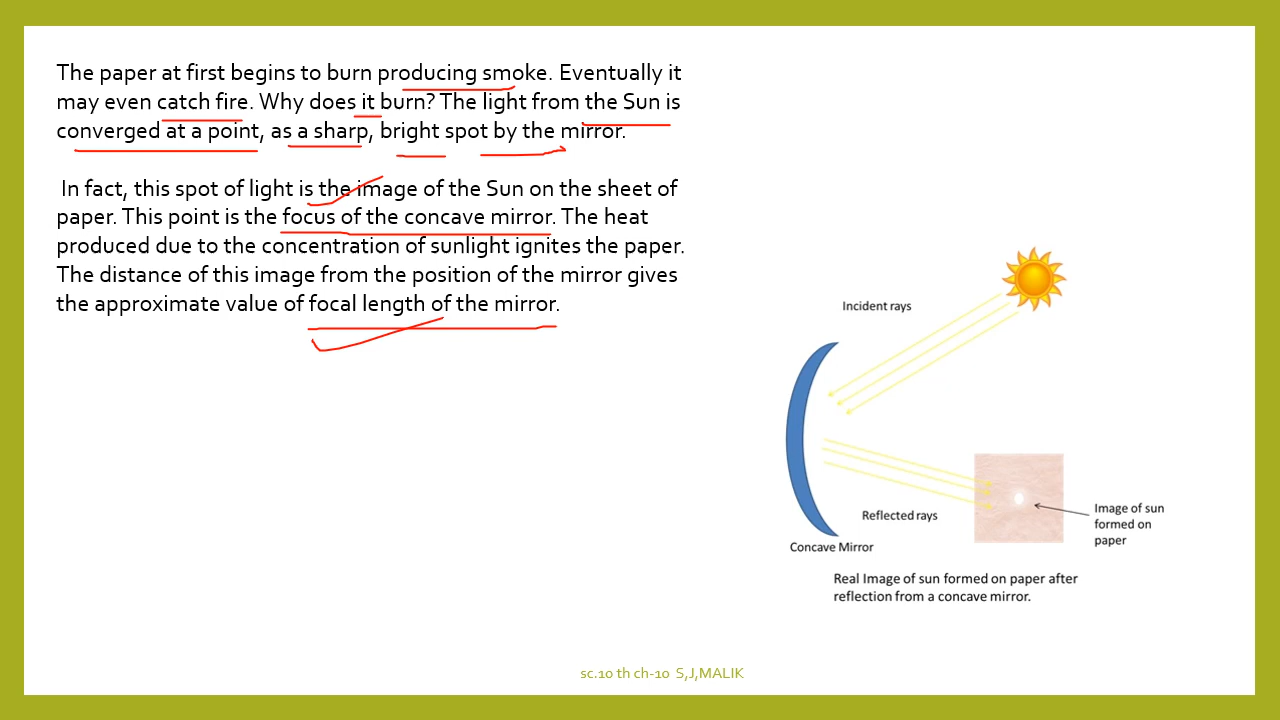 The paper at first begins to burn producing smoke. Eventually it
may even catch fire. Why does it burn? The light from the Sun is
converged at a point, as a sharp, bright spot by the mirror.
In fact, this spot of light is the image of the Sun on the sheet of
paper. This point is the focus of the concave mirror. The heat
produced due to the concentration of sunlight ignites the paper.
The distance of this image from the position of the mirror gives
the approximate value of focal length of the mirror.
Incident rays
Reflected rays
Image of sun
formed on
paper
Concave Mirror
Real Image of sun formed on paper after
reflection from a concave mirror.
sc.10 th ch-10 S,J,MALIK